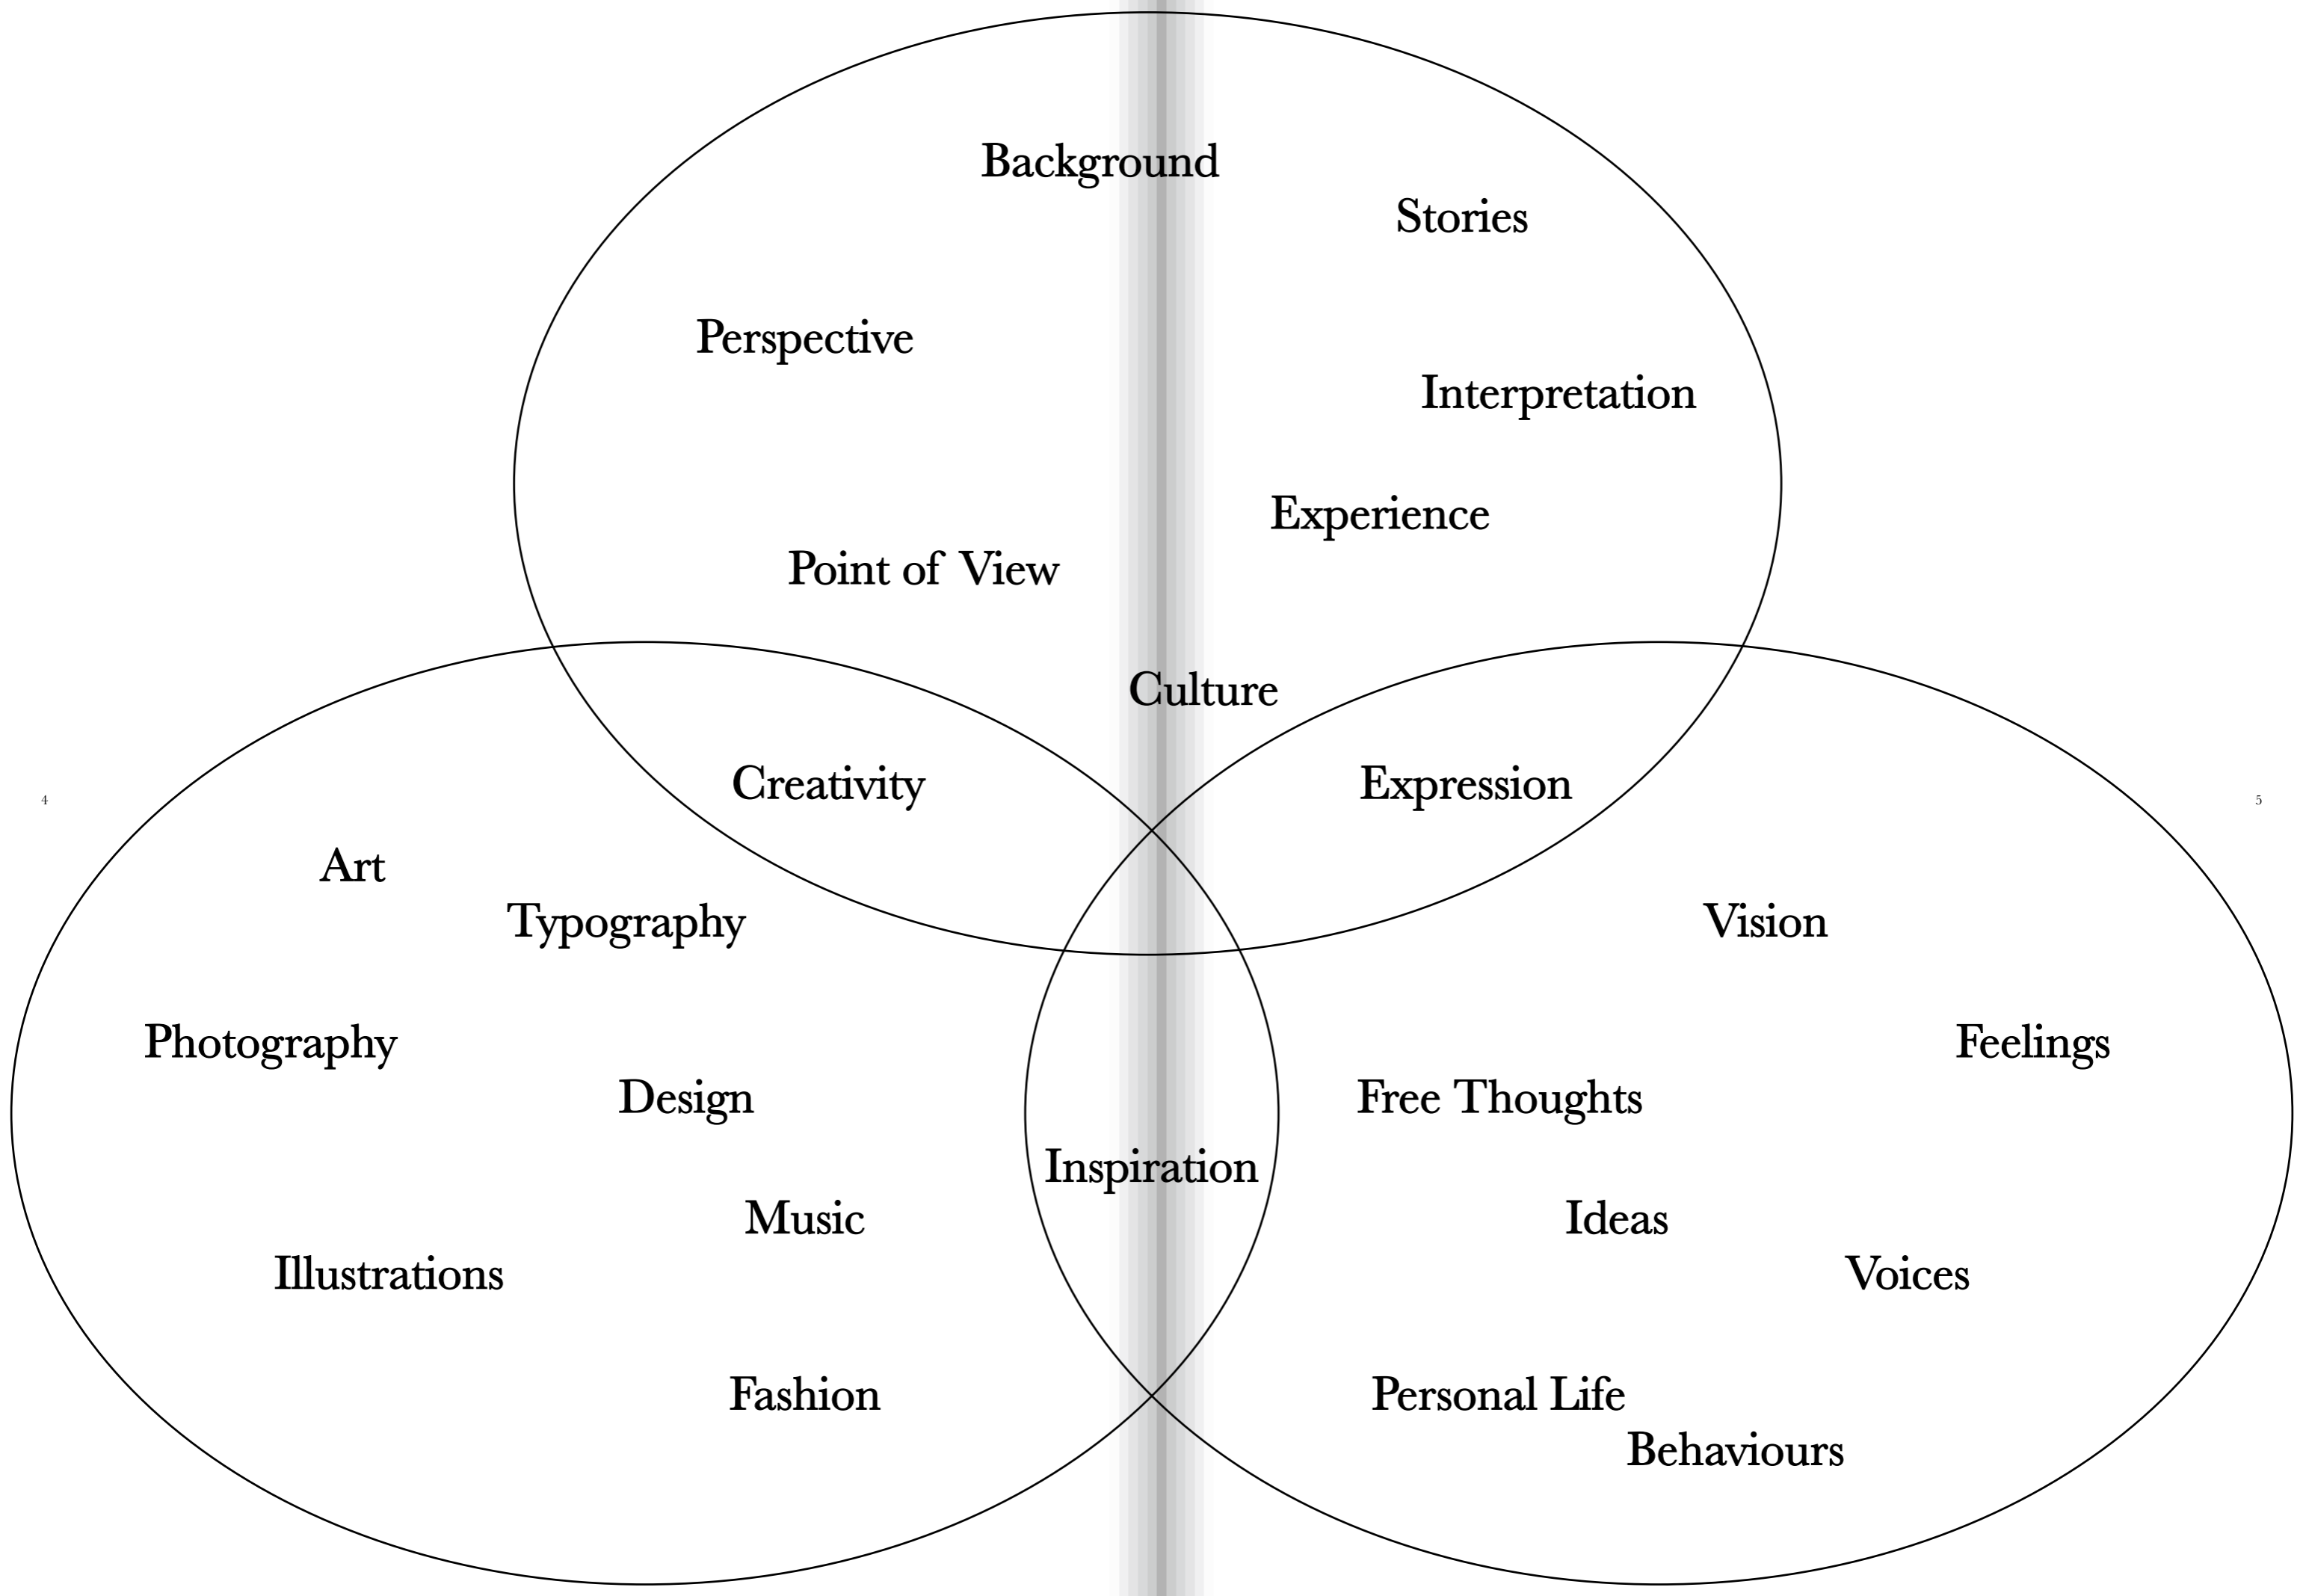 Background
Stories
Perspective
Interpretation
Experience
Point of View
Culture
Creativity
Expression
4
5
Art
Typography
Vision
Photography
Feelings
Design
Free Thoughts
Inspiration
Music
Ideas
Illustrations
Voices
Fashion
Personal Life
Behaviours